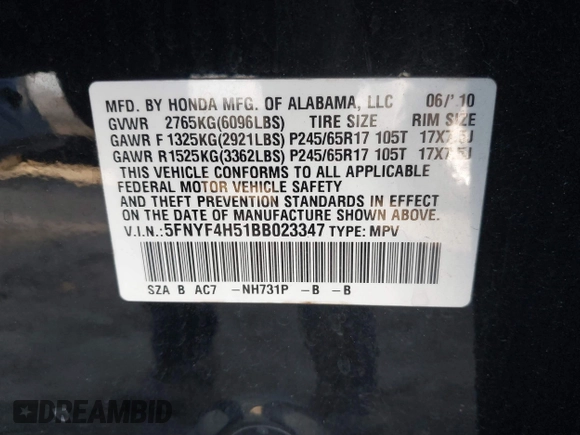 MFD. BY HONDA MFG. OF ALABAMA, LLC 06/'10
GVWR 2765KG(6096LBS) TIRE SIZE RIM SIZE
GAWR F 1325KG(2921LBS) P245/65R17 105T 17X7.5J
GAWR R 1525KG(3362LBS) P245/65R17 105T 17X7.5J
THIS VEHICLE CONFORMS TO ALL APPLICABLE
FEDERAL MOTOR VEHICLE SAFETY
AND THEFT PREVENTION STANDARDS IN EFFECT
ON THE DATE OF MANUFACTURE SHOWN ABOVE.
V.I.N.: 5FNYF4H51BB023347 TYPE: MPV
SZA B AC7 -NH731P -B -B
DREAMBID